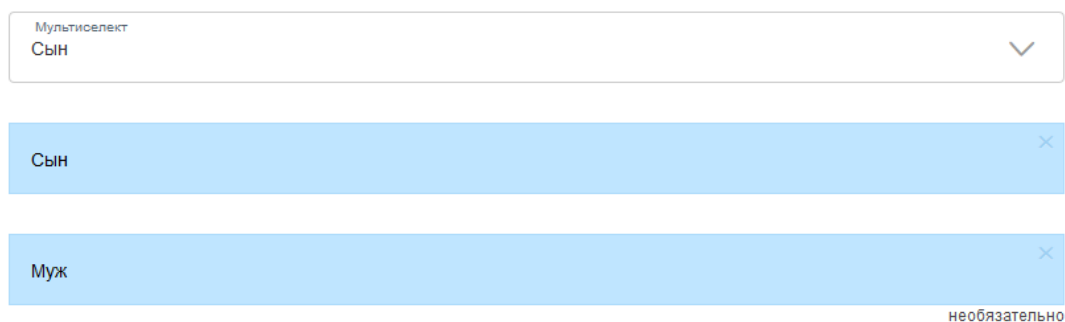 Мультиселект
Сын
Сын
Муж
необязательно